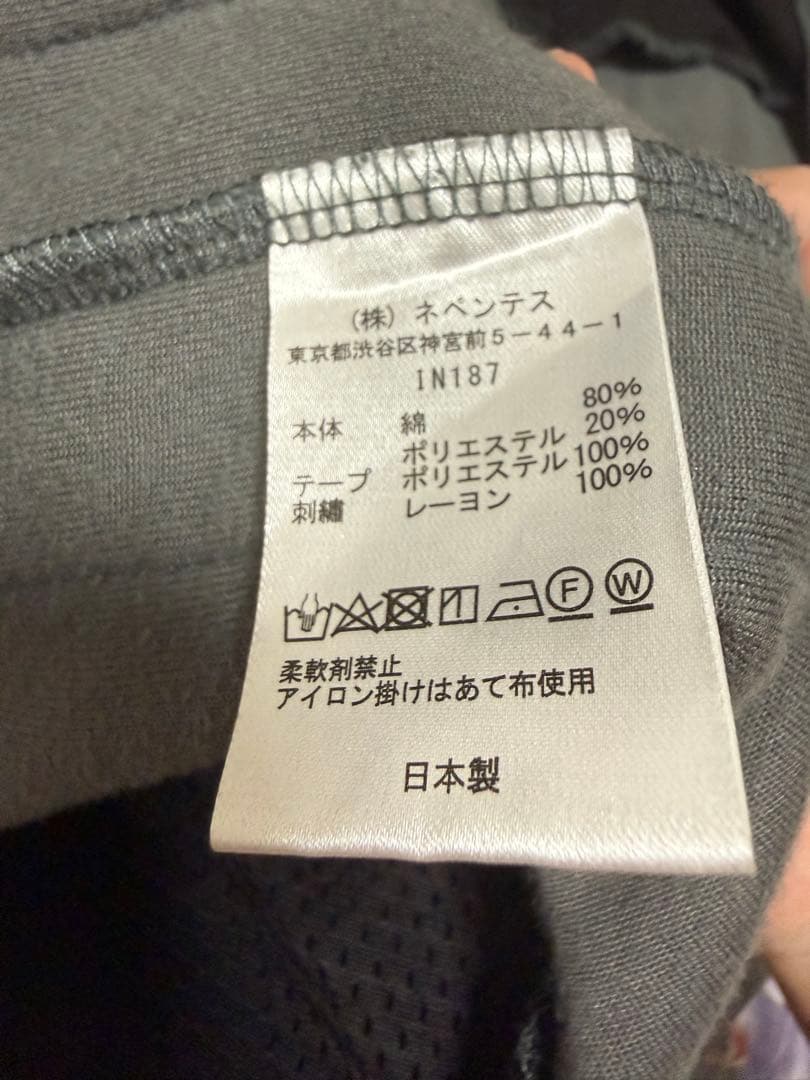 (株) ネペンテス
東京都渋谷区神宮前5-44-1
IN187
本体 綿 80%
ポリエステル 20%
テープ ポリエステル 100%
刺繍 レーヨン 100%
F W
柔軟剤禁止
アイロン掛けはあて布使用
日本製